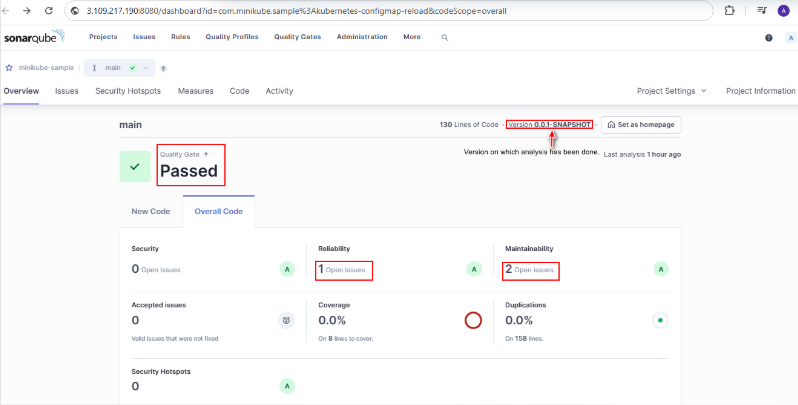 3.109.217.190:8080/dashboard?id=com.minikube.sample%3Akubernetes-configmap-reload&codeScope=overall
A
sonarqube Projects Issues Rules Quality Profiles Quality Gates Administration More
A
minikube-sample / main
Overview Issues Security Hotspots Measures Code Activity Project Settings Project Information
main
130 Lines of Code · Version 0.0.1-SNAPSHOT · Set as homepage
Version on which analysis has been done. Last analysis 1 hour ago
Quality Gate
Passed
New Code Overall Code
Security Reliability Maintainability
0 Open issues A 1 Open issues A 2 Open issues A
Accepted issues Coverage Duplications
0 0.0% 0.0%
Valid issues that were not fixed On 8 lines to cover. On 158 lines.
Security Hotspots
0 A